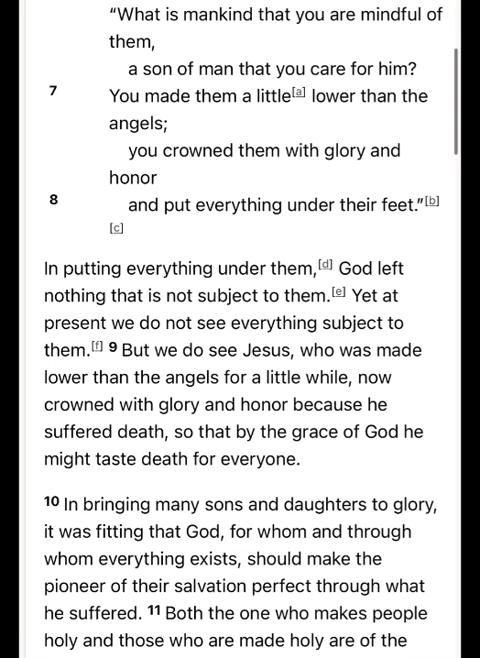 “What is mankind that you are mindful of
them,
a son of man that you care for him?
7 You made them a little[a] lower than the
angels;
you crowned them with glory and
honor
8 and put everything under their feet.”[b]
[c]
In putting everything under them,[d] God left
nothing that is not subject to them.[e] Yet at
present we do not see everything subject to
them.[f] 9 But we do see Jesus, who was made
lower than the angels for a little while, now
crowned with glory and honor because he
suffered death, so that by the grace of God he
might taste death for everyone.
10 In bringing many sons and daughters to glory,
it was fitting that God, for whom and through
whom everything exists, should make the
pioneer of their salvation perfect through what
he suffered. 11 Both the one who makes people
holy and those who are made holy are of the